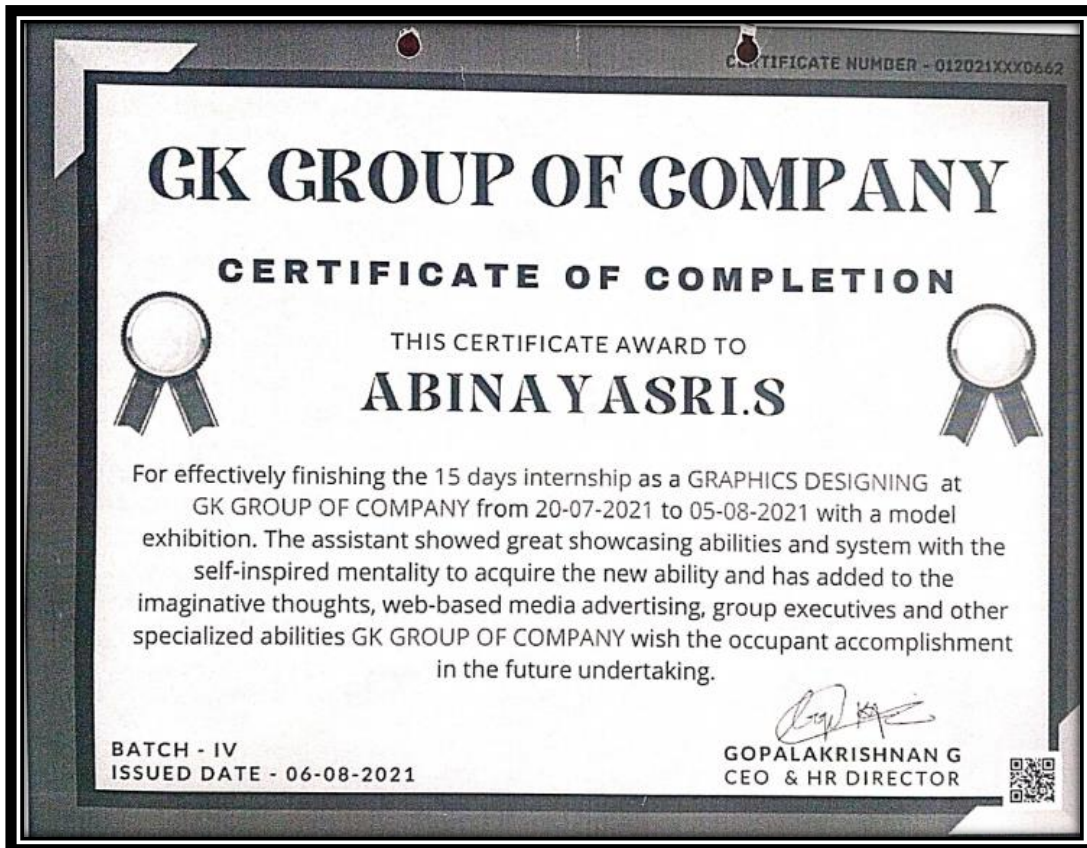 CERTIFICATE NUMBER - 012021XXX0662
GK GROUP OF COMPANY
CERTIFICATE OF COMPLETION
THIS CERTIFICATE AWARD TO
ABINAYASRI.S
For effectively finishing the 15 days internship as a GRAPHICS DESIGNING at
GK GROUP OF COMPANY from 20-07-2021 to 05-08-2021 with a model
exhibition. The assistant showed great showcasing abilities and system with the
self-inspired mentality to acquire the new ability and has added to the
imaginative thoughts, web-based media advertising, group executives and other
specialized abilities GK GROUP OF COMPANY wish the occupant accomplishment
in the future undertaking.
BATCH - IV
ISSUED DATE - 06-08-2021
GOPALAKRISHNAN G
CEO & HR DIRECTOR